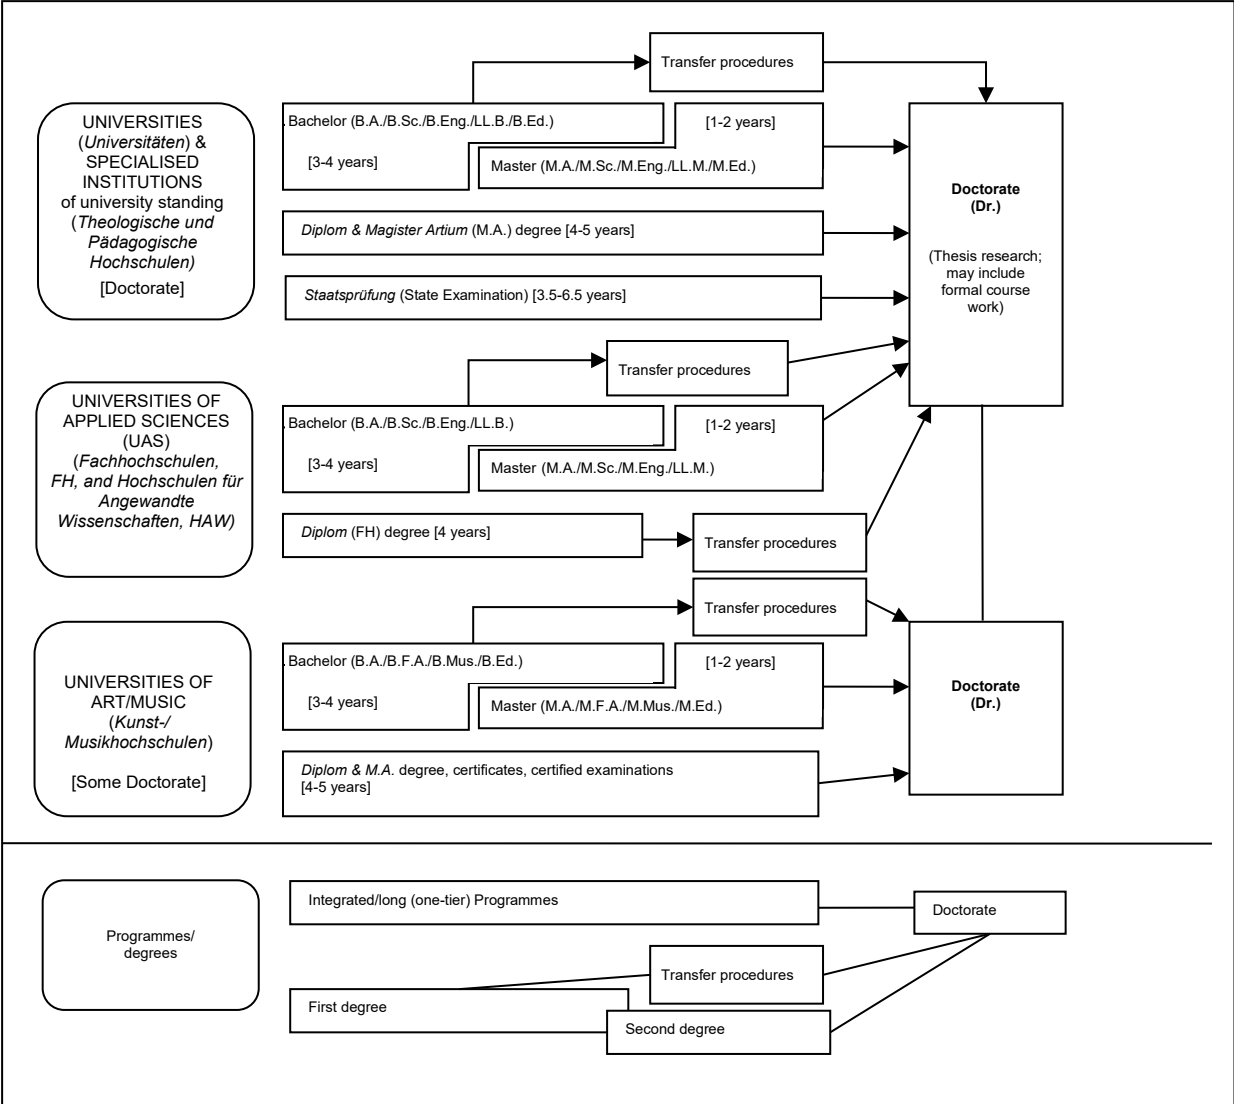 Transfer procedures
UNIVERSITIES
(Universitäten) &
SPECIALISED
INSTITUTIONS
of university standing
(Theologische und
Pädagogische
Hochschulen)
[Doctorate]
Bachelor (B.A./B.Sc./B.Eng./LL.B./B.Ed.)
[3-4 years]
[1-2 years]
Master (M.A./M.Sc./M.Eng./LL.M./M.Ed.)
Diplom & Magister Artium (M.A.) degree [4-5 years]
Staatsprüfung (State Examination) [3.5-6.5 years]
Doctorate
(Dr.)
(Thesis research;
may include
formal course
work)
Transfer procedures
UNIVERSITIES OF
APPLIED SCIENCES
(UAS)
(Fachhochschulen,
FH, and Hochschulen für
Angewandte
Wissenschaften, HAW)
Bachelor (B.A./B.Sc./B.Eng./LL.B.)
[3-4 years]
[1-2 years]
Master (M.A./M.Sc./M.Eng./LL.M.)
Diplom (FH) degree [4 years]
Transfer procedures
Transfer procedures
UNIVERSITIES OF
ART/MUSIC
(Kunst-/
Musikhochschulen)
[Some Doctorate]
Bachelor (B.A./B.F.A./B.Mus./B.Ed.)
[3-4 years]
[1-2 years]
Master (M.A./M.F.A./M.Mus./M.Ed.)
Diplom & M.A. degree, certificates, certified examinations
[4-5 years]
Doctorate
(Dr.)
Programmes/
degrees
Integrated/long (one-tier) Programmes
Doctorate
Transfer procedures
First degree
Second degree